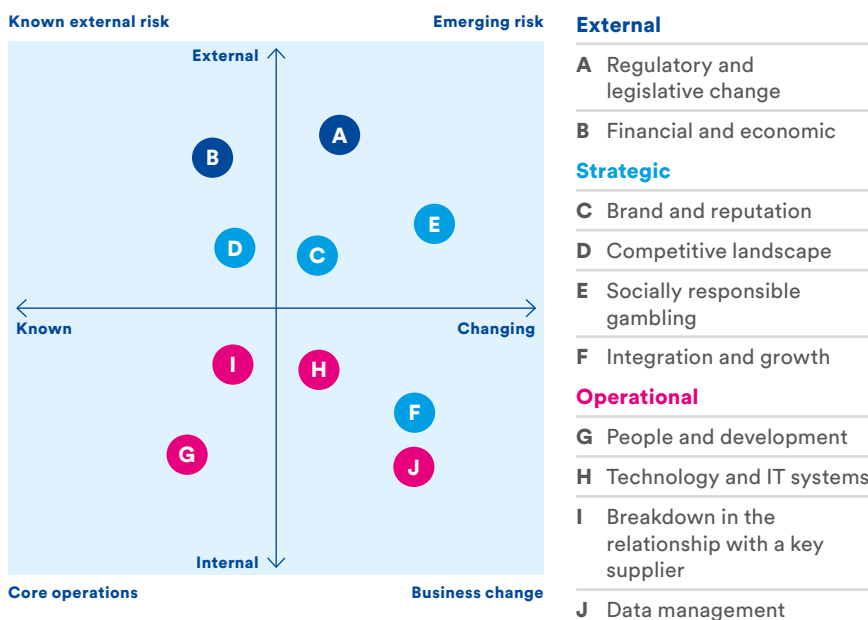 Known external risk
Emerging risk
External
A
B
E
D
C
Known
Changing
I
H
F
G
J
Internal
Core operations
Business change
External
A Regulatory and
legislative change
B Financial and economic
Strategic
C Brand and reputation
D Competitive landscape
E Socially responsible
gambling
F Integration and growth
Operational
G People and development
H Technology and IT systems
I Breakdown in the
relationship with a key
supplier
J Data management